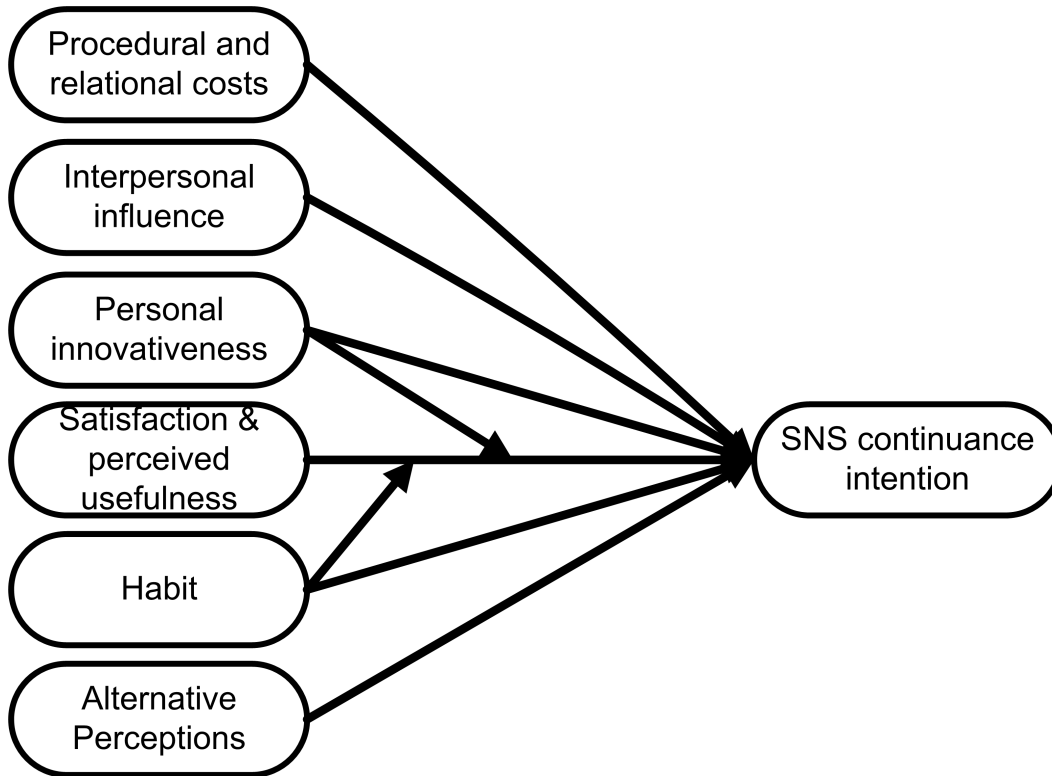 Procedural and
relational costs
Interpersonal
influence
Personal
innovativeness
Satisfaction &
perceived
usefulness
Habit
Alternative
Perceptions
SNS continuance
intention